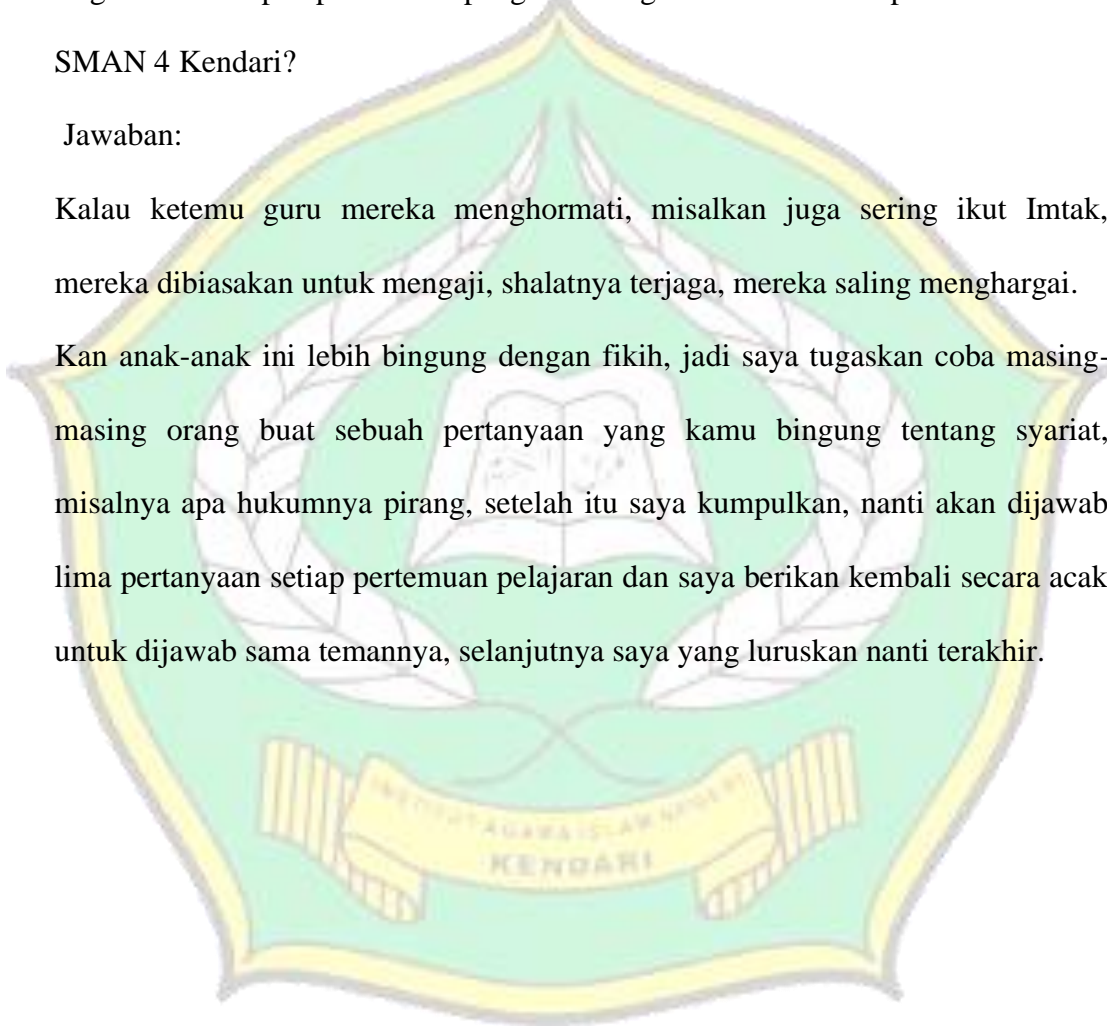 SMAN 4 Kendari?
Jawaban:
Kalau ketemu guru mereka menghormati, misalkan juga sering ikut Imtak,
mereka dibiasakan untuk mengaji, shalatnya terjaga, mereka saling menghargai.
Kan anak-anak ini lebih bingung dengan fikih, jadi saya tugaskan coba masing-
masing orang buat sebuah pertanyaan yang kamu bingung tentang syariat,
misalnya apa hukumnya pirang, setelah itu saya kumpulkan, nanti akan dijawab
lima pertanyaan setiap pertemuan pelajaran dan saya berikan kembali secara acak
untuk dijawab sama temannya, selanjutnya saya yang luruskan nanti terakhir.
INSTITUT AGAMA ISLAM NEGERI
KENDARI